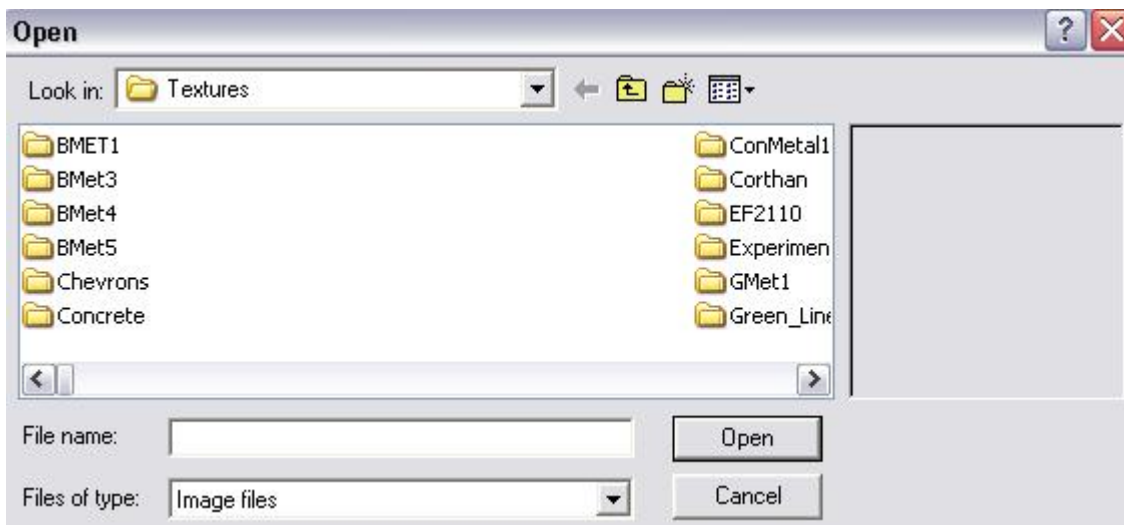 Open
Look in: Textures
BMET1
BMet3
BMet4
BMet5
Chevrons
Concrete
ConMetal1
Corthan
EF2110
Experimen
GMet1
Green_Line
File name:
Open
Files of type: Image files
Cancel